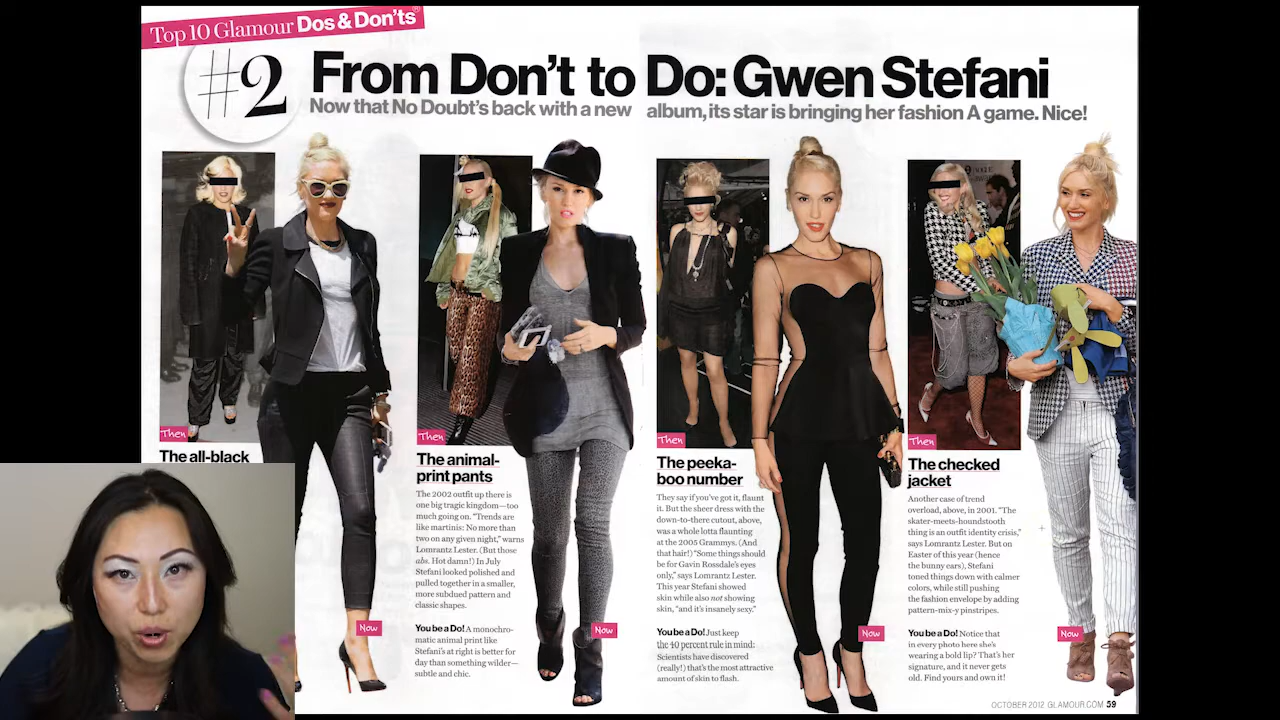 Top 10 Glamour Dos & Don'ts®
#2
From Don't to Do: Gwen Stefani
Now that No Doubt's back with a new album, its star is bringing her fashion A game. Nice!
Then
The all-black
Now
Then
The animal-
print pants
The 2002 outfit up there is
one big tragic kingdom—too
much going on. "Trends are
like martinis: No more than
two on any given night," warns
Lomrantz Lester. (But those
abs. Hot damn!) In July
Stefani looked polished and
pulled together in a smaller,
more subdued pattern and
classic shapes.
You be a Do! A monochro-
matic animal print like
Stefani's at right is better for
day than something wilder—
subtle and chic.
Now
Then
The peeka-
boo number
They say if you've got it, flaunt
it. But the sheer dress with the
down-to-there cutout, above,
was a whole lotta flaunting
at the 2005 Grammys. (And
that hair!) "Some things should
be for Gavin Rossdale's eyes
only," says Lomrantz Lester.
This year Stefani showed
skin while also not showing
skin, "and it's insanely sexy."
You be a Do! Just keep
the 40 percent rule in mind:
Scientists have discovered
(really!) that's the most attractive
amount of skin to flash.
Now
Then
The checked
jacket
Another case of trend
overload, above, in 2001. "The
skater-meets-houndstooth
thing is an outfit identity crisis,"
says Lomrantz Lester. But on
Easter of this year (hence
the bunny ears), Stefani
toned things down with calmer
colors, while still pushing
the fashion envelope by adding
pattern-mix-y pinstripes.
You be a Do! Notice that
in every photo here she's
wearing a bold lip? That's her
signature, and it never gets
old. Find yours and own it!
Now
OCTOBER 2012 GLAMOUR.COM 59